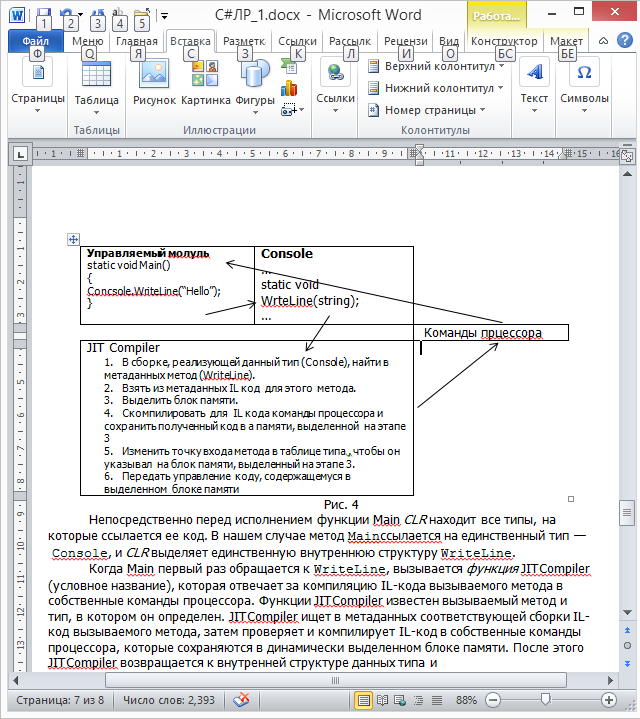 C#ЛР_1.docx - Microsoft Word
Работа...
1 2 3 4 5
Файл Меню Главная Вставка Разметк Ссылки Рассылк Рецензи Вид Конструктор Макет
Ф Q Я С З К Л И О БС БЕ
Страницы
Таблица
Рисунок Картинка Фигуры
Ссылки
Верхний колонтитул
Нижний колонтитул
Номер страницы
Текст
Символы
Таблицы Иллюстрации Колонтитулы
Управляемый молуль
static void Main()
{
Concsole.WriteLine("Hello");
}
Console
...
static void
WrteLine(string);
...
Команды прцессора
JIT Compiler
1. В сборке, реализующей данный тип (Console), найти в
метаданных метод (WriteLine).
2. Взять из метаданных IL код для этого метода.
3. Выделить блок памяти.
4. Скомпилировать для IL кода команды процессора и
сохранить полученный код в а памяти, выделенной на этапе
3
5. Изменить точку входа метода в таблице типа,,чтобы он
указывал на блок памяти, выделенный на этапе 3.
6. Передать управление коду, содержащемуся в
выделенном блоке памяти
Рис. 4
Непосредственно перед исполнением функции Main CLR находит все типы, на
которые ссылается ее код. В нашем случае метод Mainссылается на единственный тип —
Console, и CLR выделяет единственную внутреннюю структуру WriteLine.
Когда Main первый раз обращается к WriteLine, вызывается функция JITCompiler
(условное название), которая отвечает за компиляцию IL-кода вызываемого метода в
собственные команды процессора. Функции JITCompiler известен вызываемый метод и
тип, в котором он определен. JITCompiler ищет в метаданных соответствующей сборки IL-
код вызываемого метода, затем проверяет и компилирует IL-код в собственные команды
процессора, которые сохраняются в динамически выделенном блоке памяти. После этого
JITCompiler возвращается к внутренней структуре данных типа и
Страница: 7 из 8 Число слов: 2,393 88%